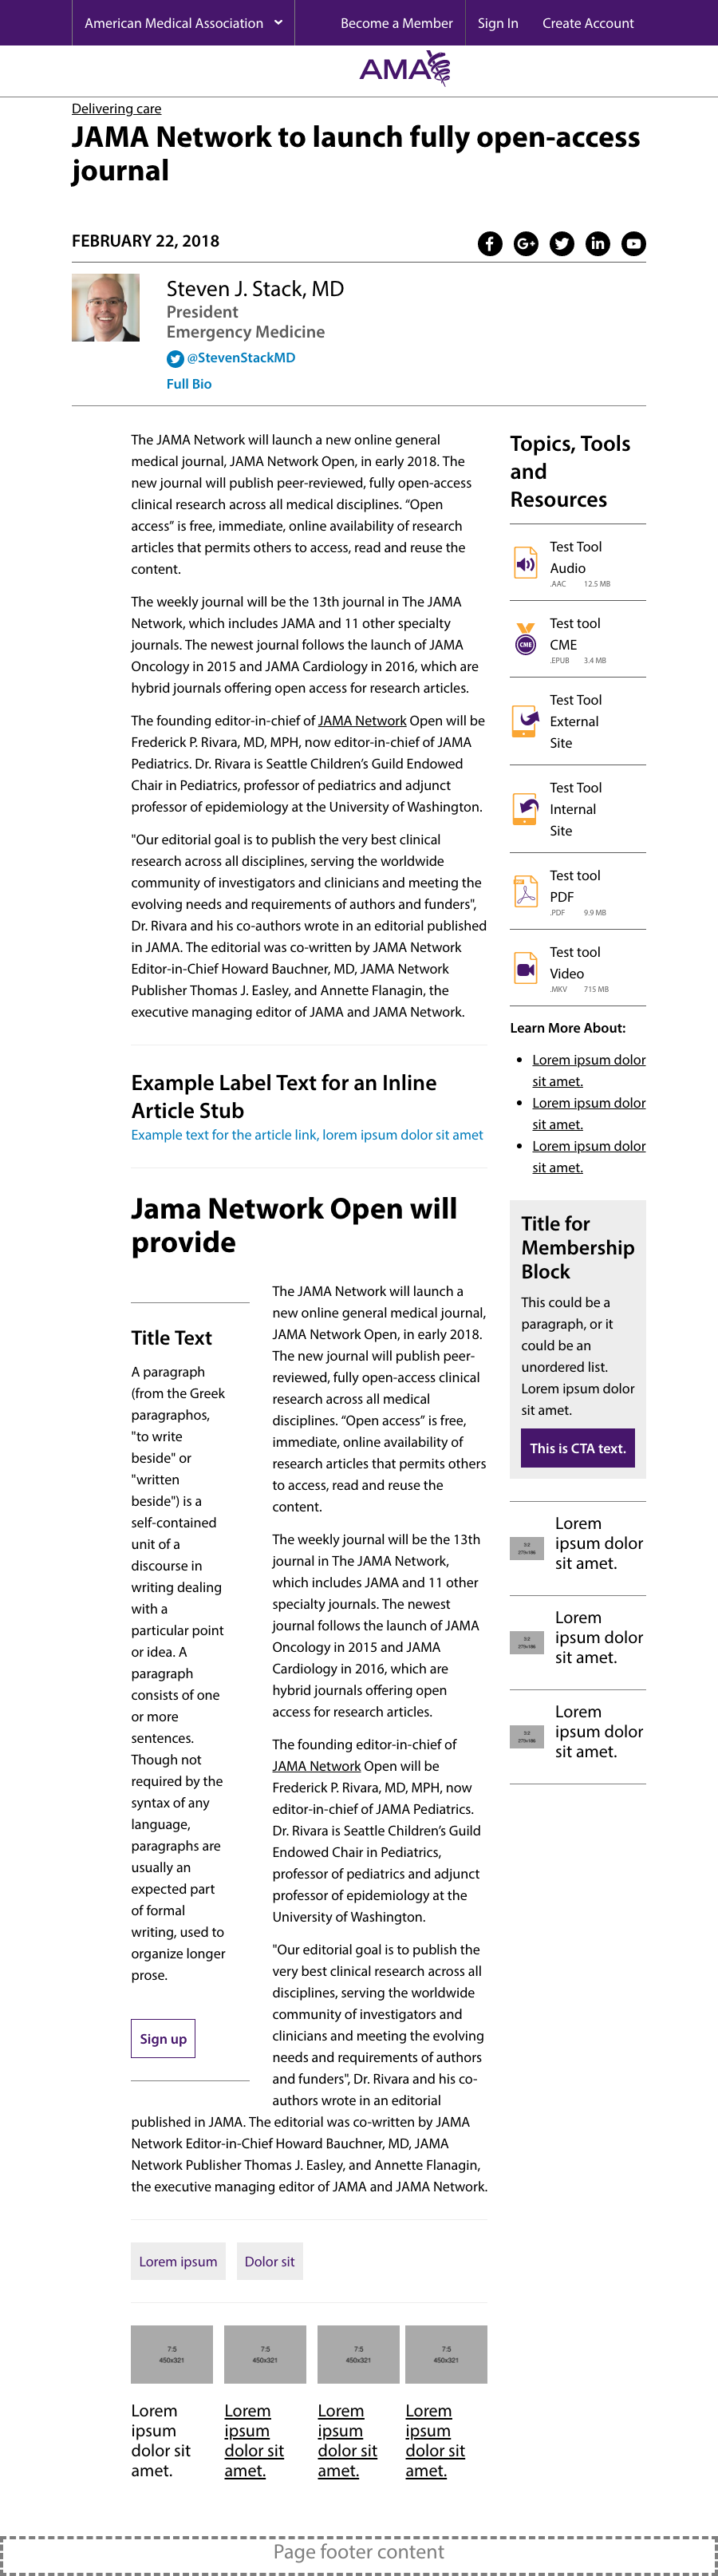 American Medical Association
Become a Member
Sign In
Create Account
AMA
Delivering care
JAMA Network to launch fully open-access
journal
FEBRUARY 22, 2018
Steven J. Stack, MD
President
Emergency Medicine
@StevenStackMD
Full Bio
The JAMA Network will launch a new online general
medical journal, JAMA Network Open, in early 2018. The
new journal will publish peer-reviewed, fully open-access
clinical research across all medical disciplines. “Open
access” is free, immediate, online availability of research
articles that permits others to access, read and reuse the
content.
The weekly journal will be the 13th journal in The JAMA
Network, which includes JAMA and 11 other specialty
journals. The newest journal follows the launch of JAMA
Oncology in 2015 and JAMA Cardiology in 2016, which are
hybrid journals offering open access for research articles.
The founding editor-in-chief of JAMA Network Open will be
Frederick P. Rivara, MD, MPH, now editor-in-chief of JAMA
Pediatrics. Dr. Rivara is Seattle Children’s Guild Endowed
Chair in Pediatrics, professor of pediatrics and adjunct
professor of epidemiology at the University of Washington.
"Our editorial goal is to publish the very best clinical
research across all disciplines, serving the worldwide
community of investigators and clinicians and meeting the
evolving needs and requirements of authors and funders",
Dr. Rivara and his co-authors wrote in an editorial published
in JAMA. The editorial was co-written by JAMA Network
Editor-in-Chief Howard Bauchner, MD, JAMA Network
Publisher Thomas J. Easley, and Annette Flanagin, the
executive managing editor of JAMA and JAMA Network.
Example Label Text for an Inline
Article Stub
Example text for the article link, lorem ipsum dolor sit amet
Jama Network Open will
provide
Title Text
A paragraph
(from the Greek
paragraphos,
"to write
beside" or
"written
beside") is a
self-contained
unit of a
discourse in
writing dealing
with a
particular point
or idea. A
paragraph
consists of one
or more
sentences.
Though not
required by the
syntax of any
language,
paragraphs are
usually an
expected part
of formal
writing, used to
organize longer
prose.
Sign up
The JAMA Network will launch a
new online general medical journal,
JAMA Network Open, in early 2018.
The new journal will publish peer-
reviewed, fully open-access clinical
research across all medical
disciplines. “Open access” is free,
immediate, online availability of
research articles that permits others
to access, read and reuse the
content.
The weekly journal will be the 13th
journal in The JAMA Network,
which includes JAMA and 11 other
specialty journals. The newest
journal follows the launch of JAMA
Oncology in 2015 and JAMA
Cardiology in 2016, which are
hybrid journals offering open
access for research articles.
The founding editor-in-chief of
JAMA Network Open will be
Frederick P. Rivara, MD, MPH, now
editor-in-chief of JAMA Pediatrics.
Dr. Rivara is Seattle Children’s Guild
Endowed Chair in Pediatrics,
professor of pediatrics and adjunct
professor of epidemiology at the
University of Washington.
"Our editorial goal is to publish the
very best clinical research across all
disciplines, serving the worldwide
community of investigators and
clinicians and meeting the evolving
needs and requirements of authors
and funders", Dr. Rivara and his co-
authors wrote in an editorial
published in JAMA. The editorial was co-written by JAMA
Network Editor-in-Chief Howard Bauchner, MD, JAMA
Network Publisher Thomas J. Easley, and Annette Flanagin,
the executive managing editor of JAMA and JAMA Network.
Lorem ipsum
Dolor sit
7:5
450x321
7:5
450x321
7:5
450x321
7:5
450x321
Lorem
ipsum
dolor sit
amet.
Lorem
ipsum
dolor sit
amet.
Lorem
ipsum
dolor sit
amet.
Lorem
ipsum
dolor sit
amet.
Topics, Tools
and
Resources
Test Tool
Audio
.AAC 12.5 MB
CME
Test tool
CME
.EPUB 3.4 MB
Test Tool
External
Site
Test Tool
Internal
Site
Test tool
PDF
.PDF 9.9 MB
Test tool
Video
.MKV 715 MB
Learn More About:
Lorem ipsum dolor
sit amet.
Lorem ipsum dolor
sit amet.
Lorem ipsum dolor
sit amet.
Title for
Membership
Block
This could be a
paragraph, or it
could be an
unordered list.
Lorem ipsum dolor
sit amet.
This is CTA text.
Lorem
ipsum dolor
sit amet.
Lorem
ipsum dolor
sit amet.
Lorem
ipsum dolor
sit amet.
Page footer content